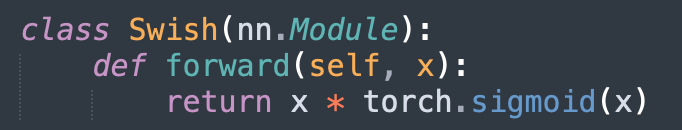 class Swish(nn.Module):
    def forward(self, x):
        return x * torch.sigmoid(x)